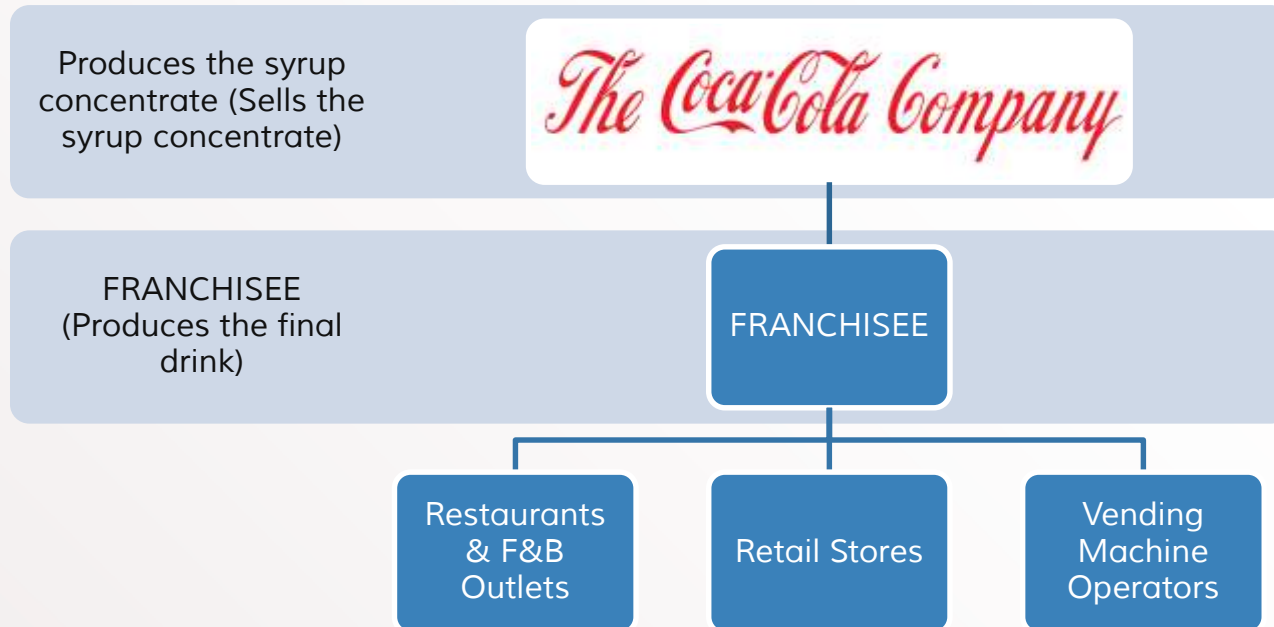 Produces the syrup
concentrate (Sells the
syrup concentrate)
The Coca-Cola Company
FRANCHISEE
(Produces the final
drink)
FRANCHISEE
Restaurants
& F&B
Outlets
Retail Stores
Vending
Machine
Operators